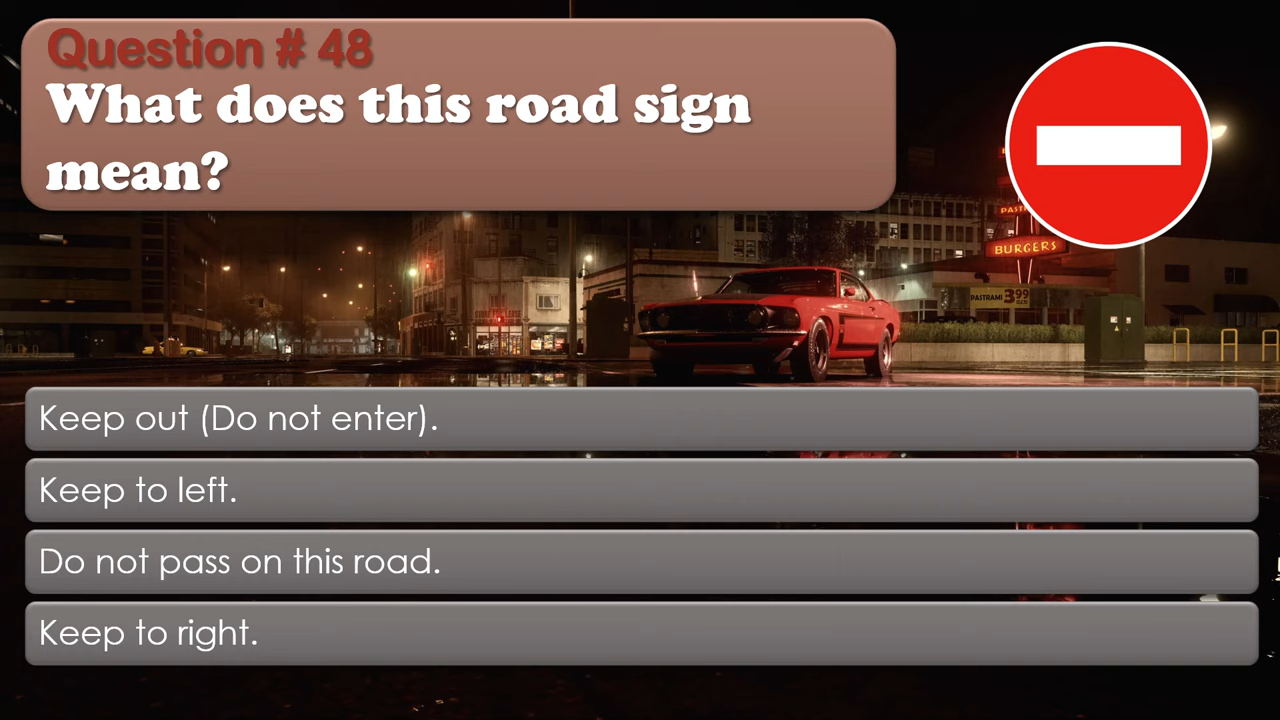 Question # 48
What does this road sign
mean?
BURGERS
PASTRAMI 3.99
Keep out (Do not enter).
Keep to left.
Do not pass on this road.
Keep to right.